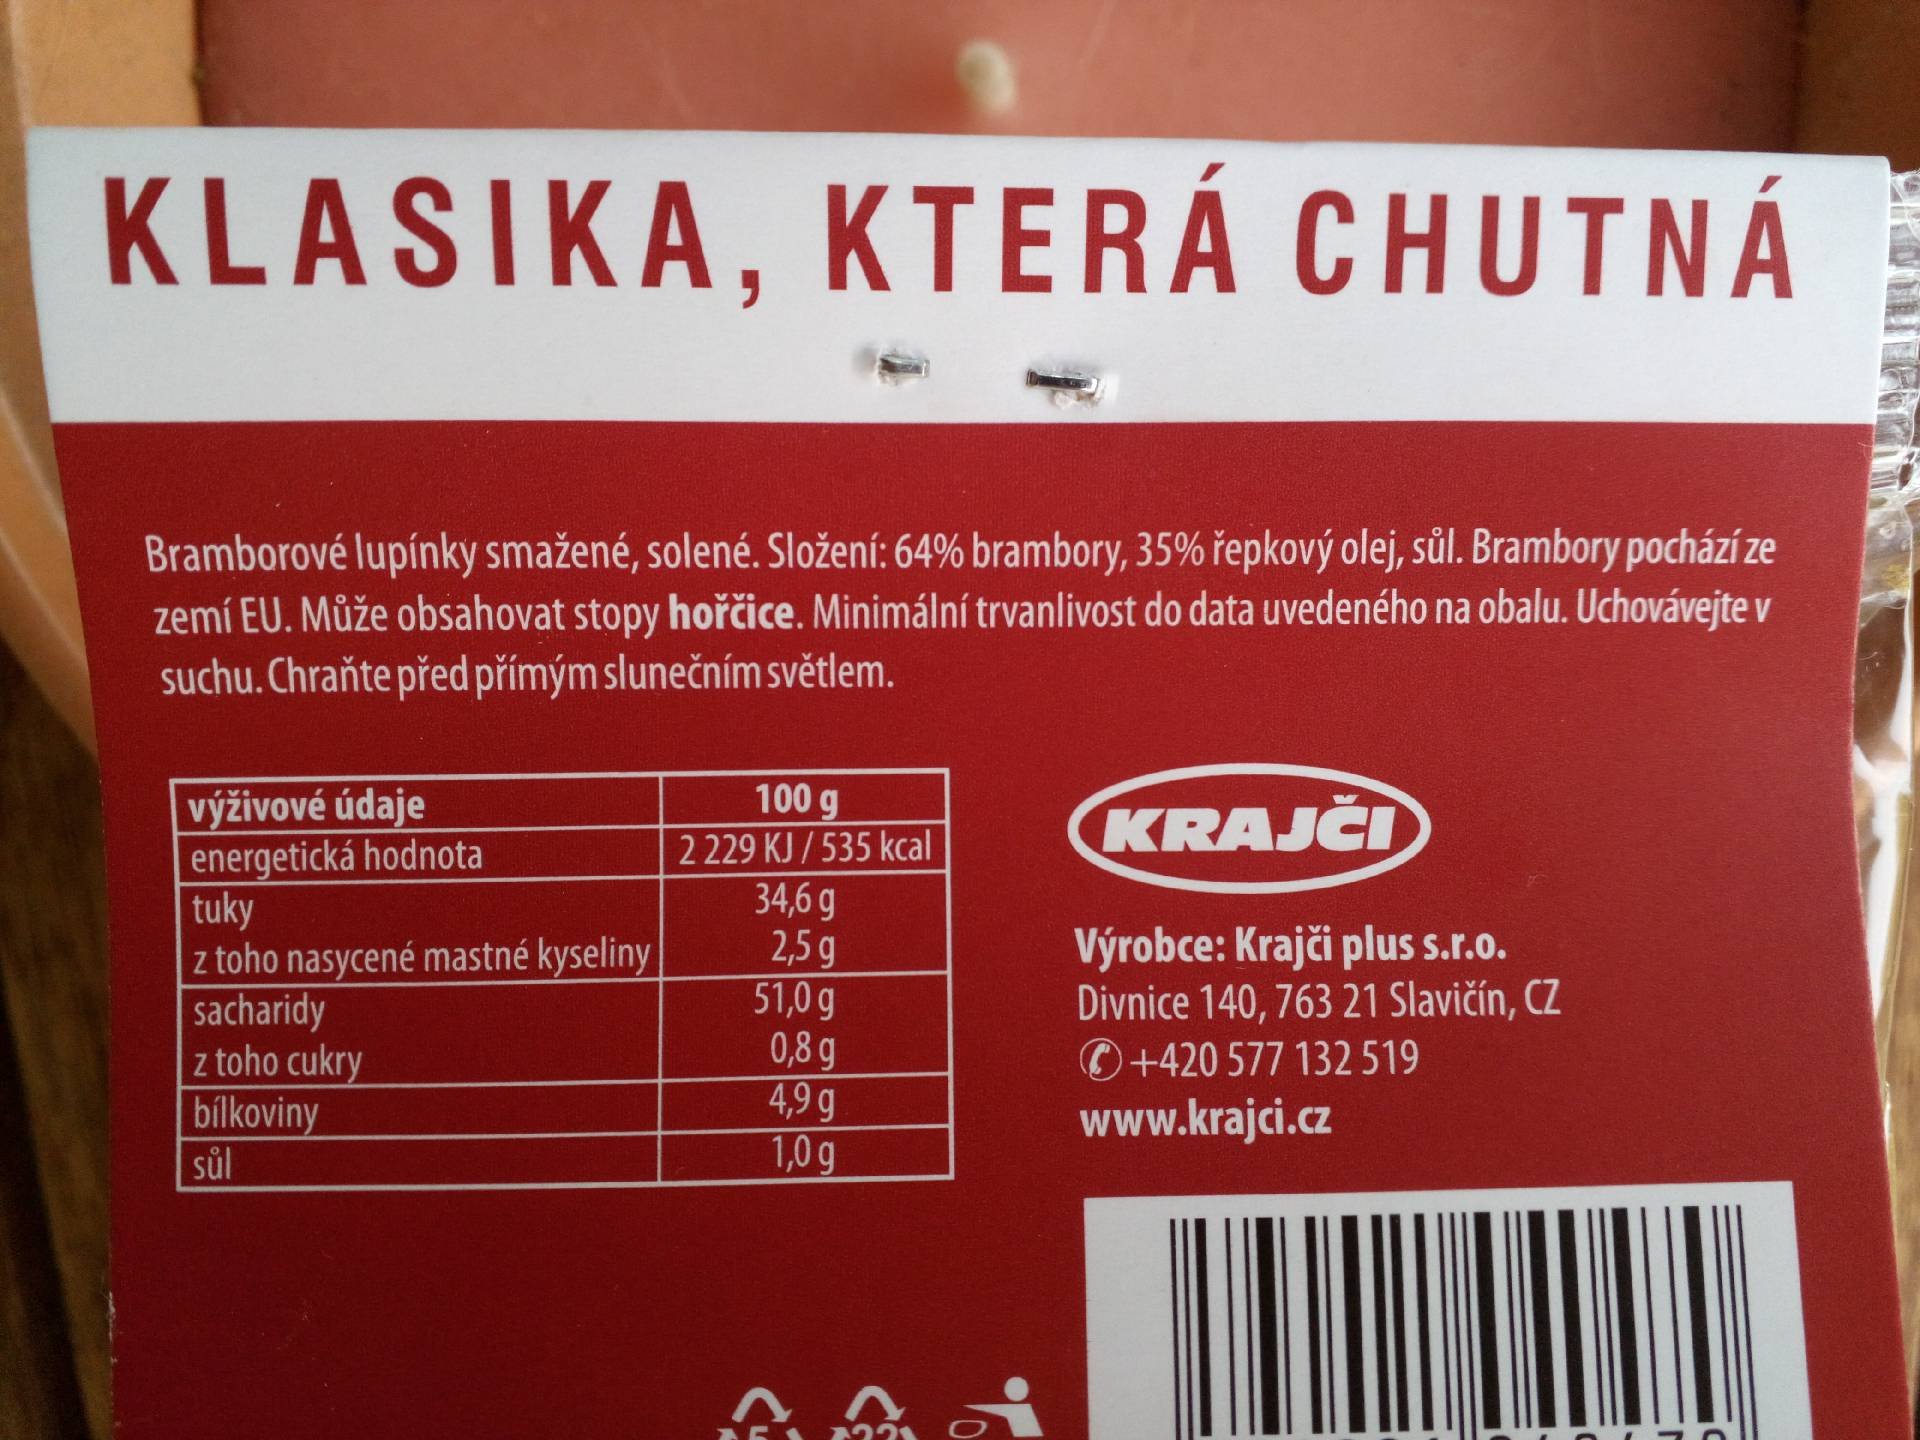 KLASIKA, KTERÁ CHUTNÁ
Bramborové lupínky smažené, solené. Složení: 64% brambory, 35% řepkový olej, sůl. Brambory pochází ze
zemí EU. Může obsahovat stopy hořčice. Minimální trvanlivost do data uvedeného na obalu. Uchovávejte v
suchu. Chraňte před přímým slunečním světlem.
výživové údaje 100 g
energetická hodnota 2 229 KJ / 535 kcal
tuky 34,6 g
z toho nasycené mastné kyseliny 2,5 g
sacharidy 51,0 g
z toho cukry 0,8 g
bílkoviny 4,9 g
sůl 1,0 g
KRAJČI
Výrobce: Krajči plus s.r.o.
Divnice 140, 763 21 Slavičín, CZ
✆ +420 577 132 519
www.krajci.cz